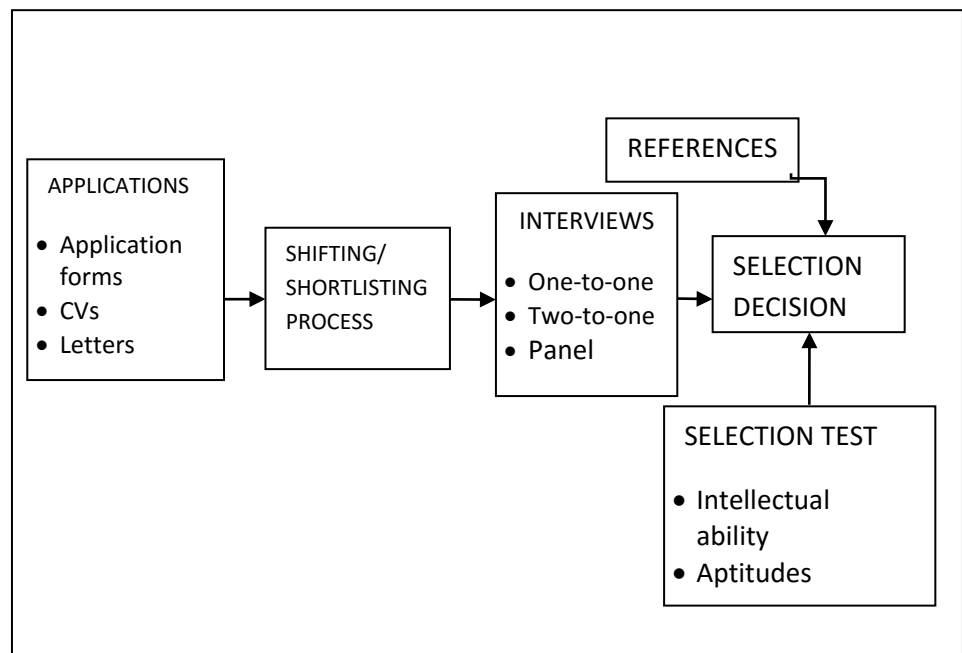 APPLICATIONS
• Application
forms
• CVs
• Letters
SHIFTING/
SHORTLISTING
PROCESS
INTERVIEWS
• One-to-one
• Two-to-one
• Panel
REFERENCES
SELECTION
DECISION
SELECTION TEST
• Intellectual
ability
• Aptitudes